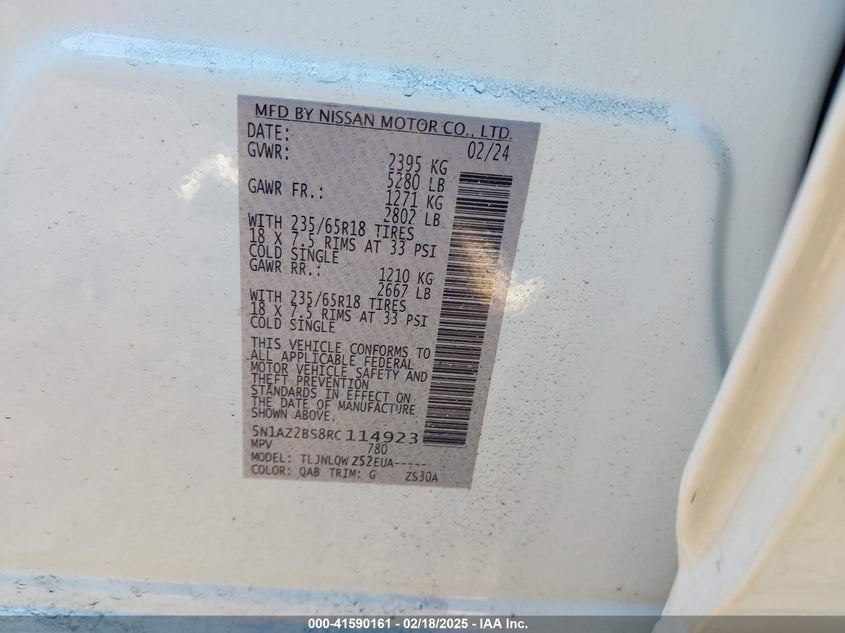 MFD BY NISSAN MOTOR CO., LTD.
DATE: 02/24
GVWR: 2395 KG
5280 LB
GAWR FR.: 1271 KG
2802 LB
WITH 235/65R18 TIRES
18 X 7.5 RIMS AT 33 PSI
COLD SINGLE
GAWR RR.: 1210 KG
2667 LB
WITH 235/65R18 TIRES
18 X 7.5 RIMS AT 33 PSI
COLD SINGLE
THIS VEHICLE CONFORMS TO
ALL APPLICABLE FEDERAL
MOTOR VEHICLE SAFETY AND
THEFT PREVENTION
STANDARDS IN EFFECT ON
THE DATE OF MANUFACTURE
SHOWN ABOVE.
5N1AZ2BS8RC114923
MPV 780
MODEL: TLJNLQW Z52EUA-----
COLOR: QAB TRIM: G ZS30A
000-41590161 - 02/18/2025 - IAA Inc.